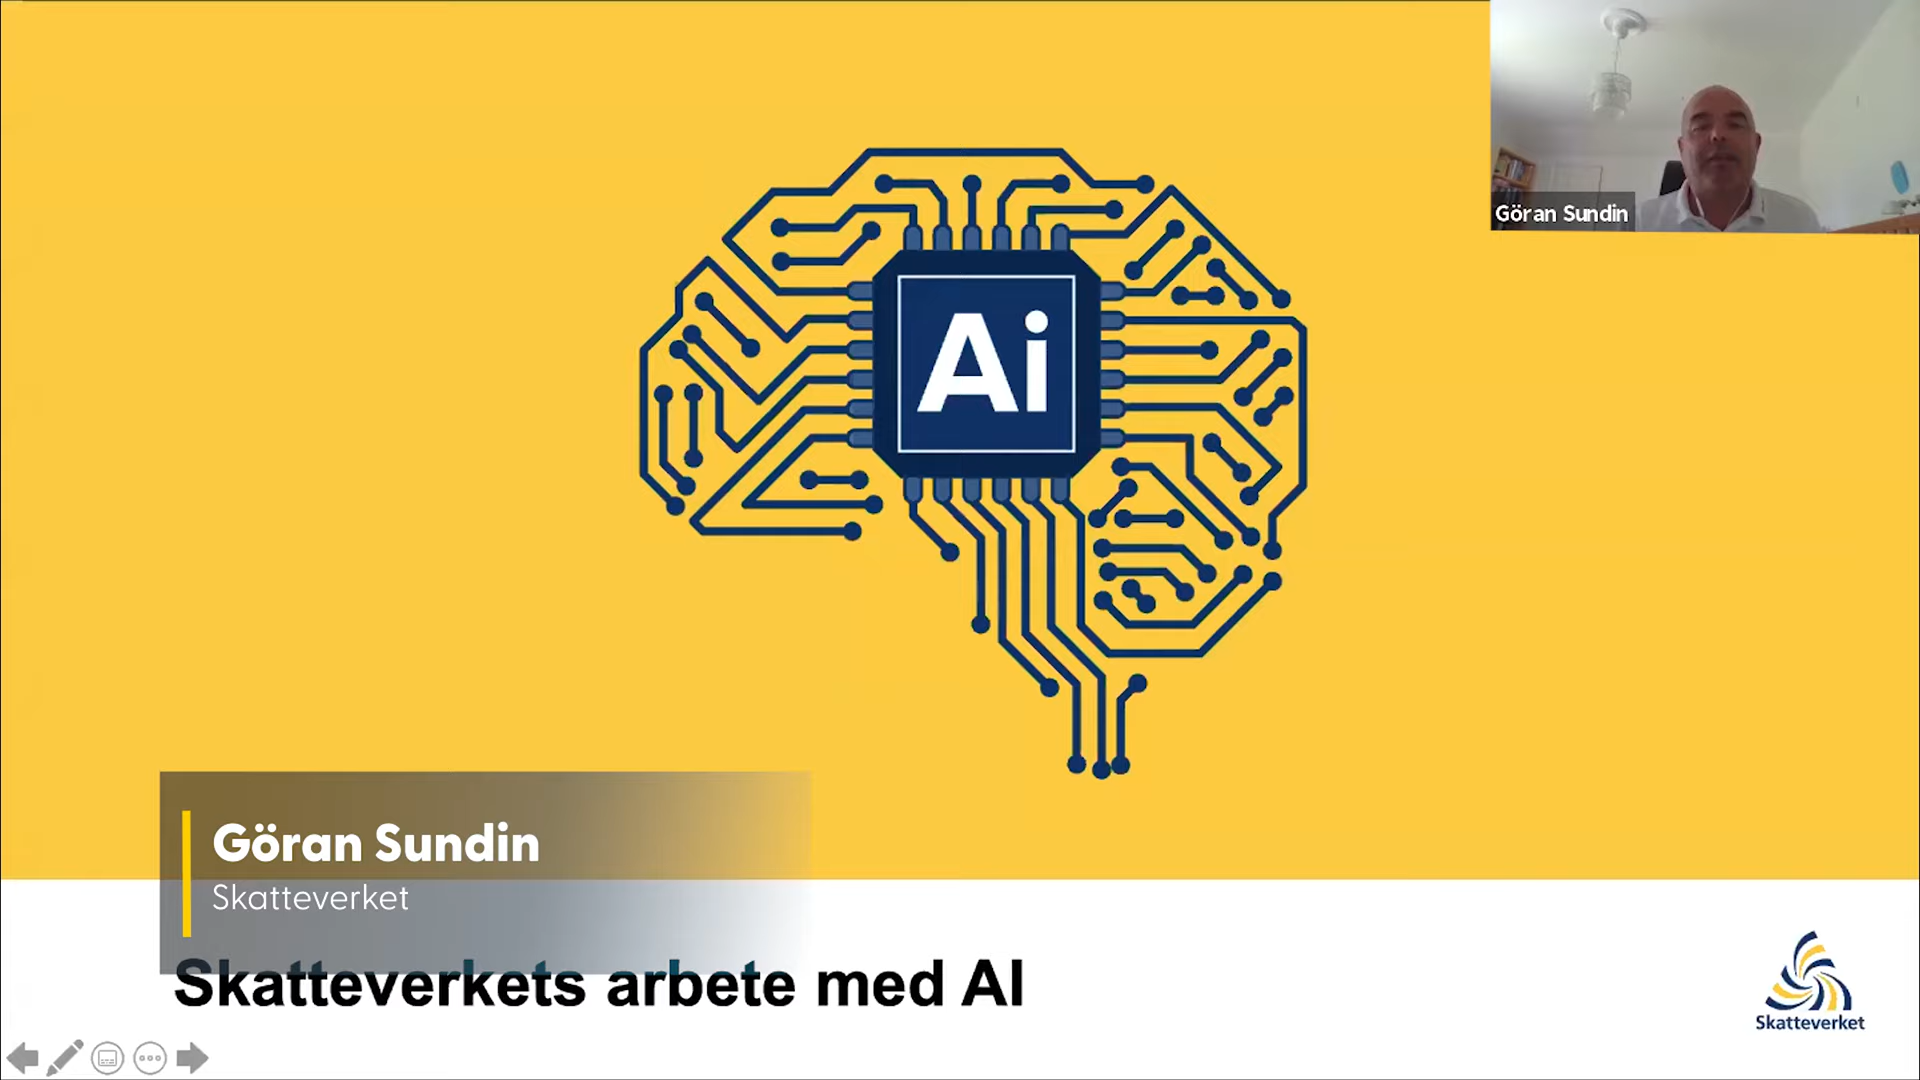 Göran Sundin
Ai
Göran Sundin
Skatteverket
Skatteverkets arbete med AI
Skatteverket